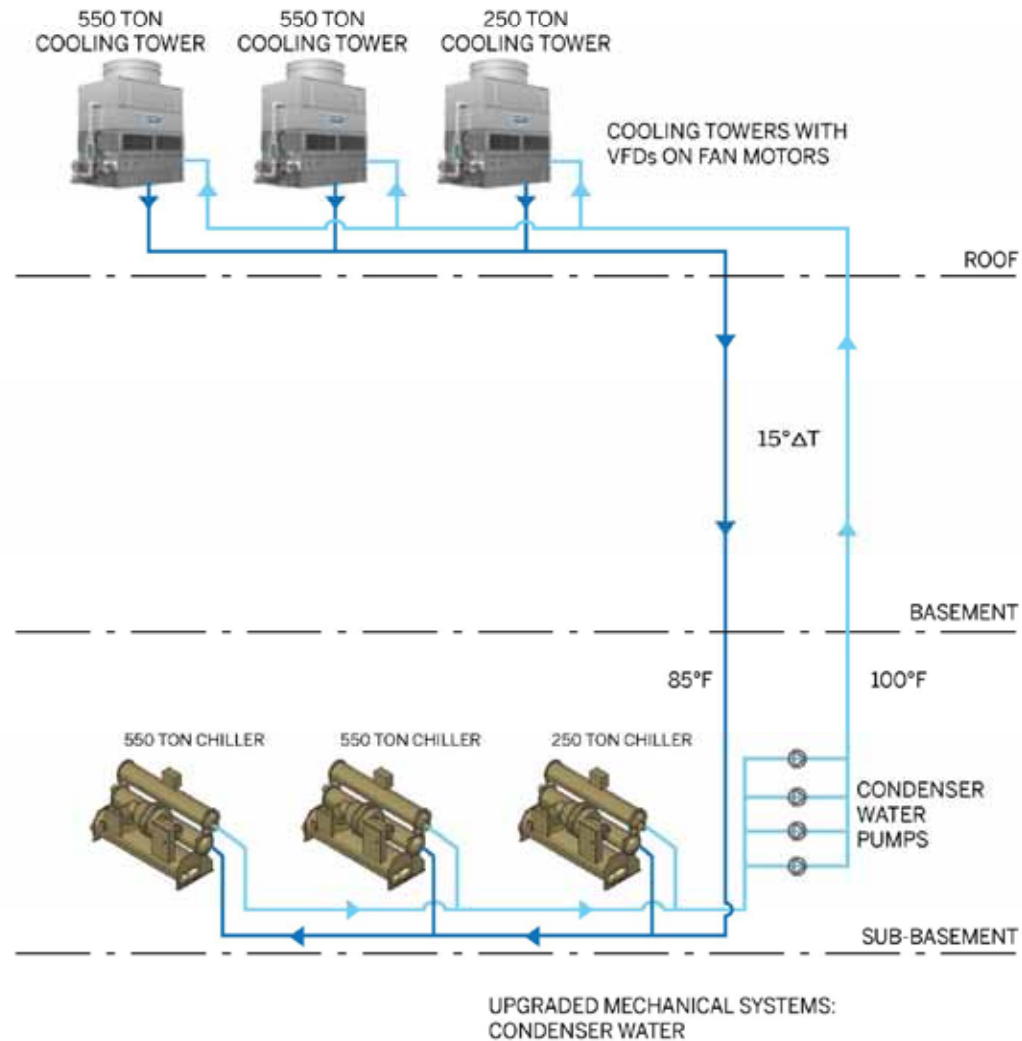 550 TON
COOLING TOWER
550 TON
COOLING TOWER
250 TON
COOLING TOWER
COOLING TOWERS WITH
VFDs ON FAN MOTORS
ROOF
15°∆T
BASEMENT
85°F
100°F
550 TON CHILLER
550 TON CHILLER
250 TON CHILLER
CONDENSER
WATER
PUMPS
SUB-BASEMENT
UPGRADED MECHANICAL SYSTEMS:
CONDENSER WATER